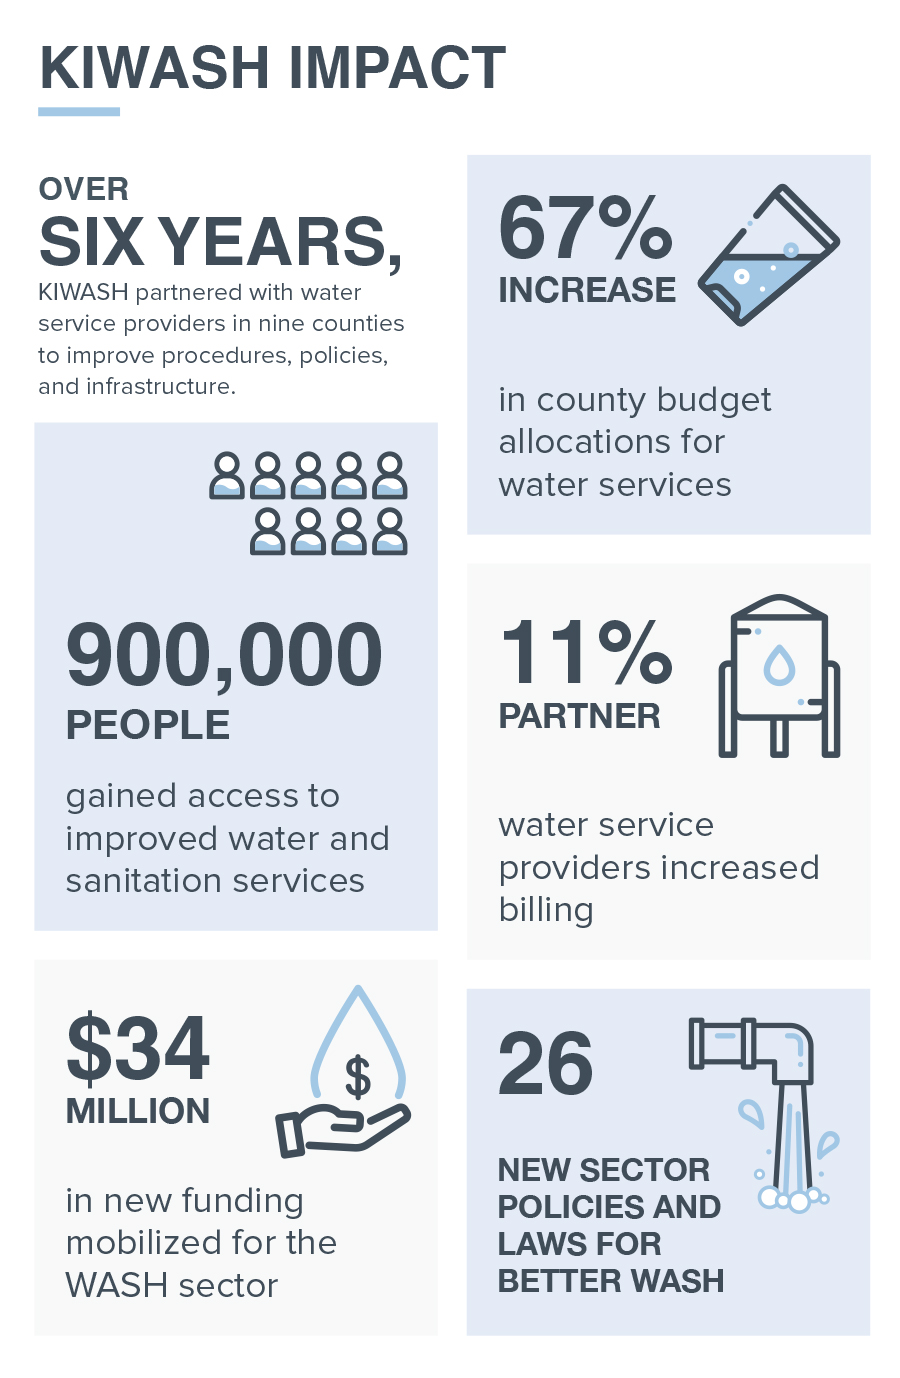 KIWASH IMPACT
OVER
SIX YEARS,
KIWASH partnered with water
service providers in nine counties
to improve procedures, policies,
and infrastructure.
900,000
PEOPLE
gained access to
improved water and
sanitation services
$34
MILLION
$
in new funding
mobilized for the
WASH sector
67%
INCREASE
in county budget
allocations for
water services
11%
PARTNER
water service
providers increased
billing
26
NEW SECTOR
POLICIES AND
LAWS FOR
BETTER WASH